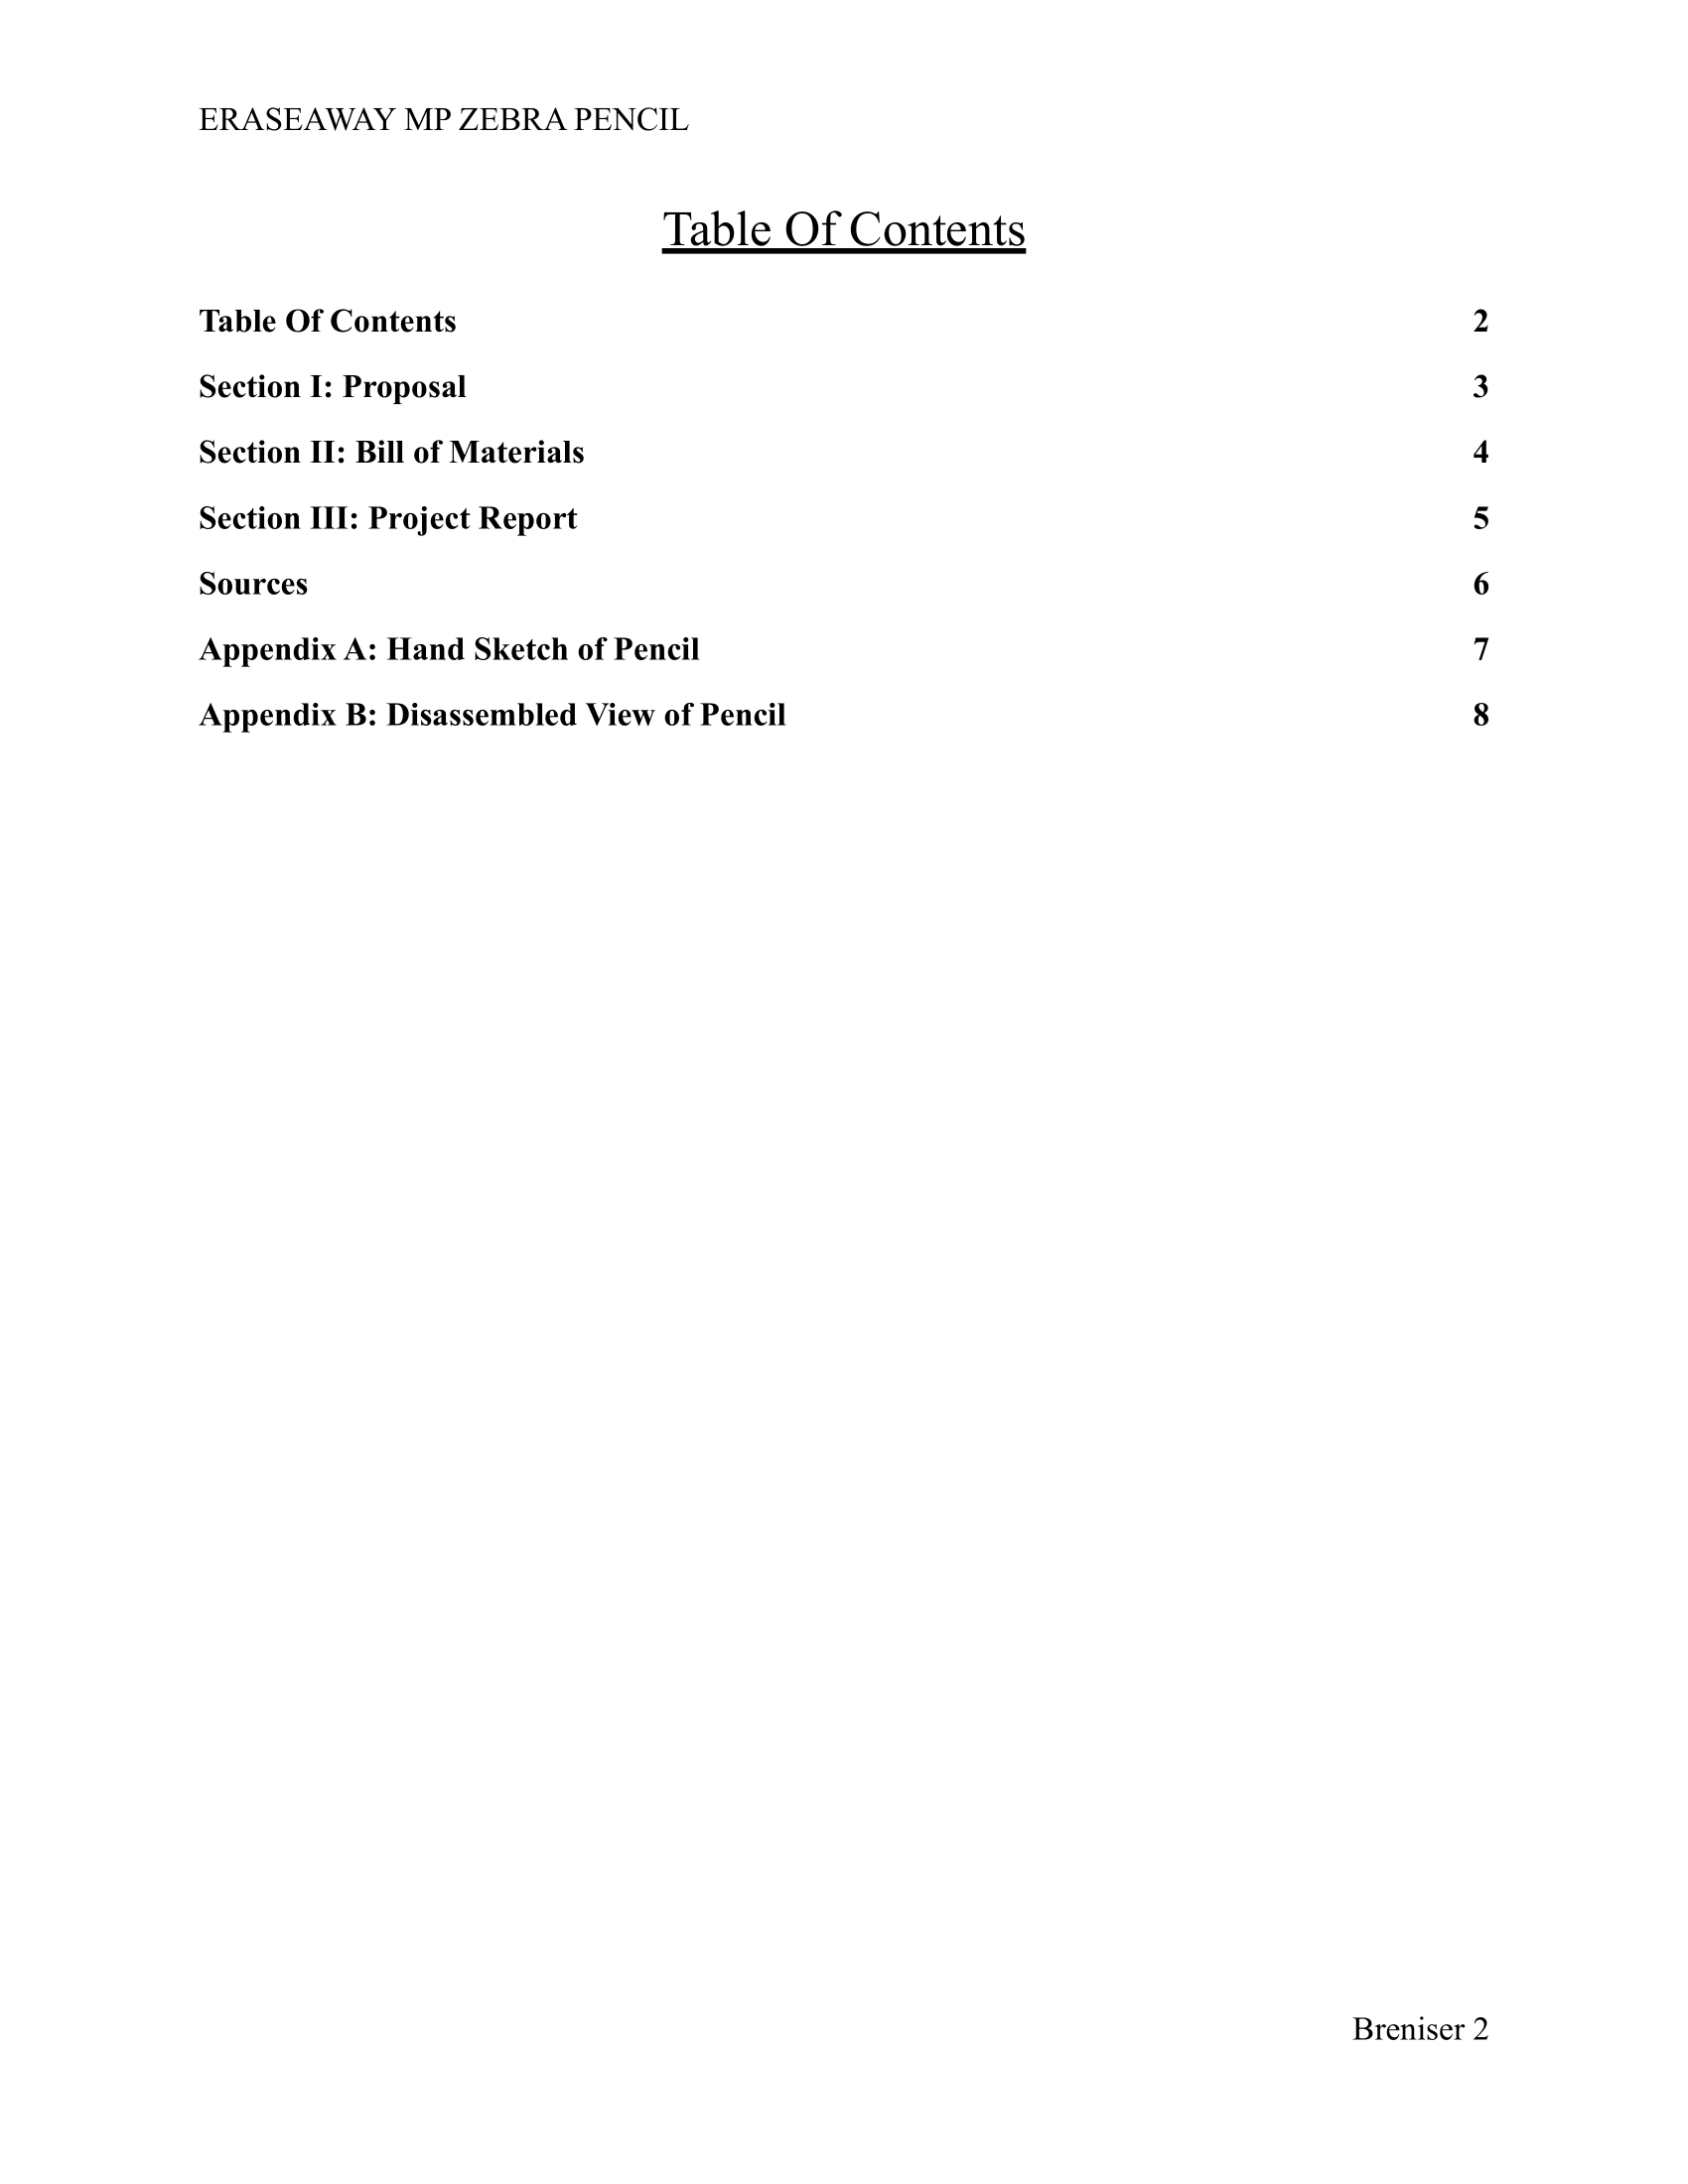 ERASEAWAY MP ZEBRA PENCIL
Table Of Contents
Table Of Contents 2
Section I: Proposal 3
Section II: Bill of Materials 4
Section III: Project Report 5
Sources 6
Appendix A: Hand Sketch of Pencil 7
Appendix B: Disassembled View of Pencil 8
Breniser 2